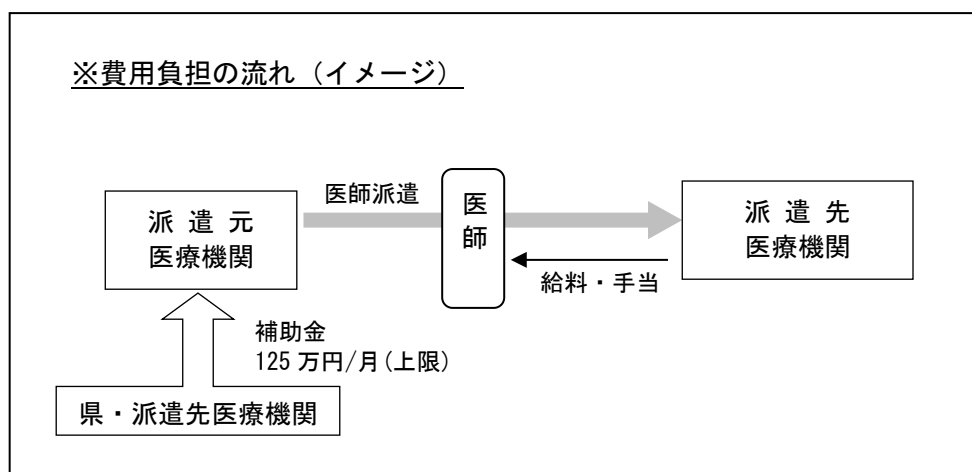 ※費用負担の流れ（イメージ）
医師派遣
派遣元
医療機関
医
師
派遣先
医療機関
給料・手当
補助金
125万円/月(上限)
県・派遣先医療機関